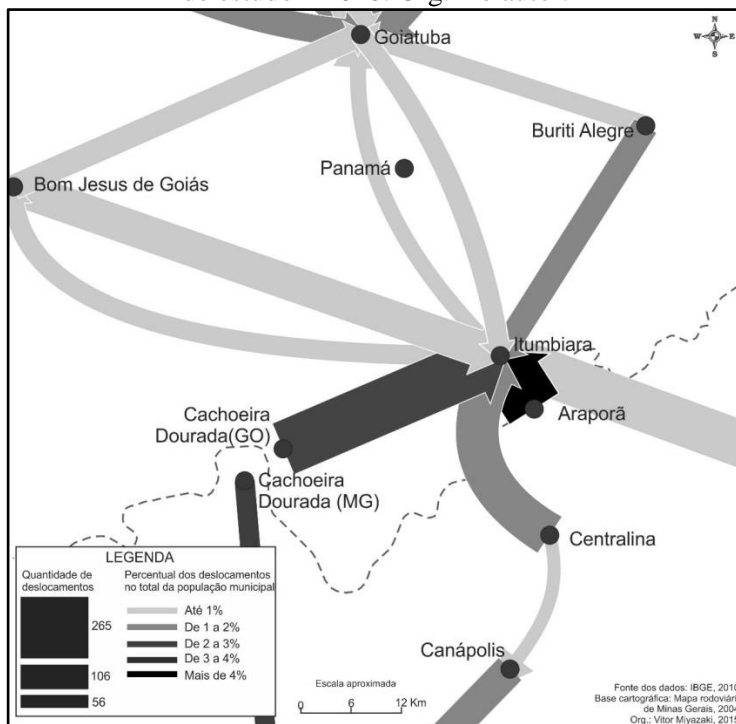 Goiatuba
N
W E
S
Buriti Alegre
Panamá
Bom Jesus de Goiás
Itumbiara
Araporã
Cachoeira
Dourada(GO)
Cachoeira
Dourada (MG)
Centralina
Canápolis
LEGENDA
Quantidade de
deslocamentos
265
106
56
Percentual dos deslocamentos
no total da população municipal
Até 1%
De 1 a 2%
De 2 a 3%
De 3 a 4%
Mais de 4%
Escala aproximada
0 6 12 Km
Fonte dos dados: IBGE, 2010
Base cartográfica: Mapa rodoviári
de Minas Gerais, 2004
Org.: Vitor Miyazaki, 2015